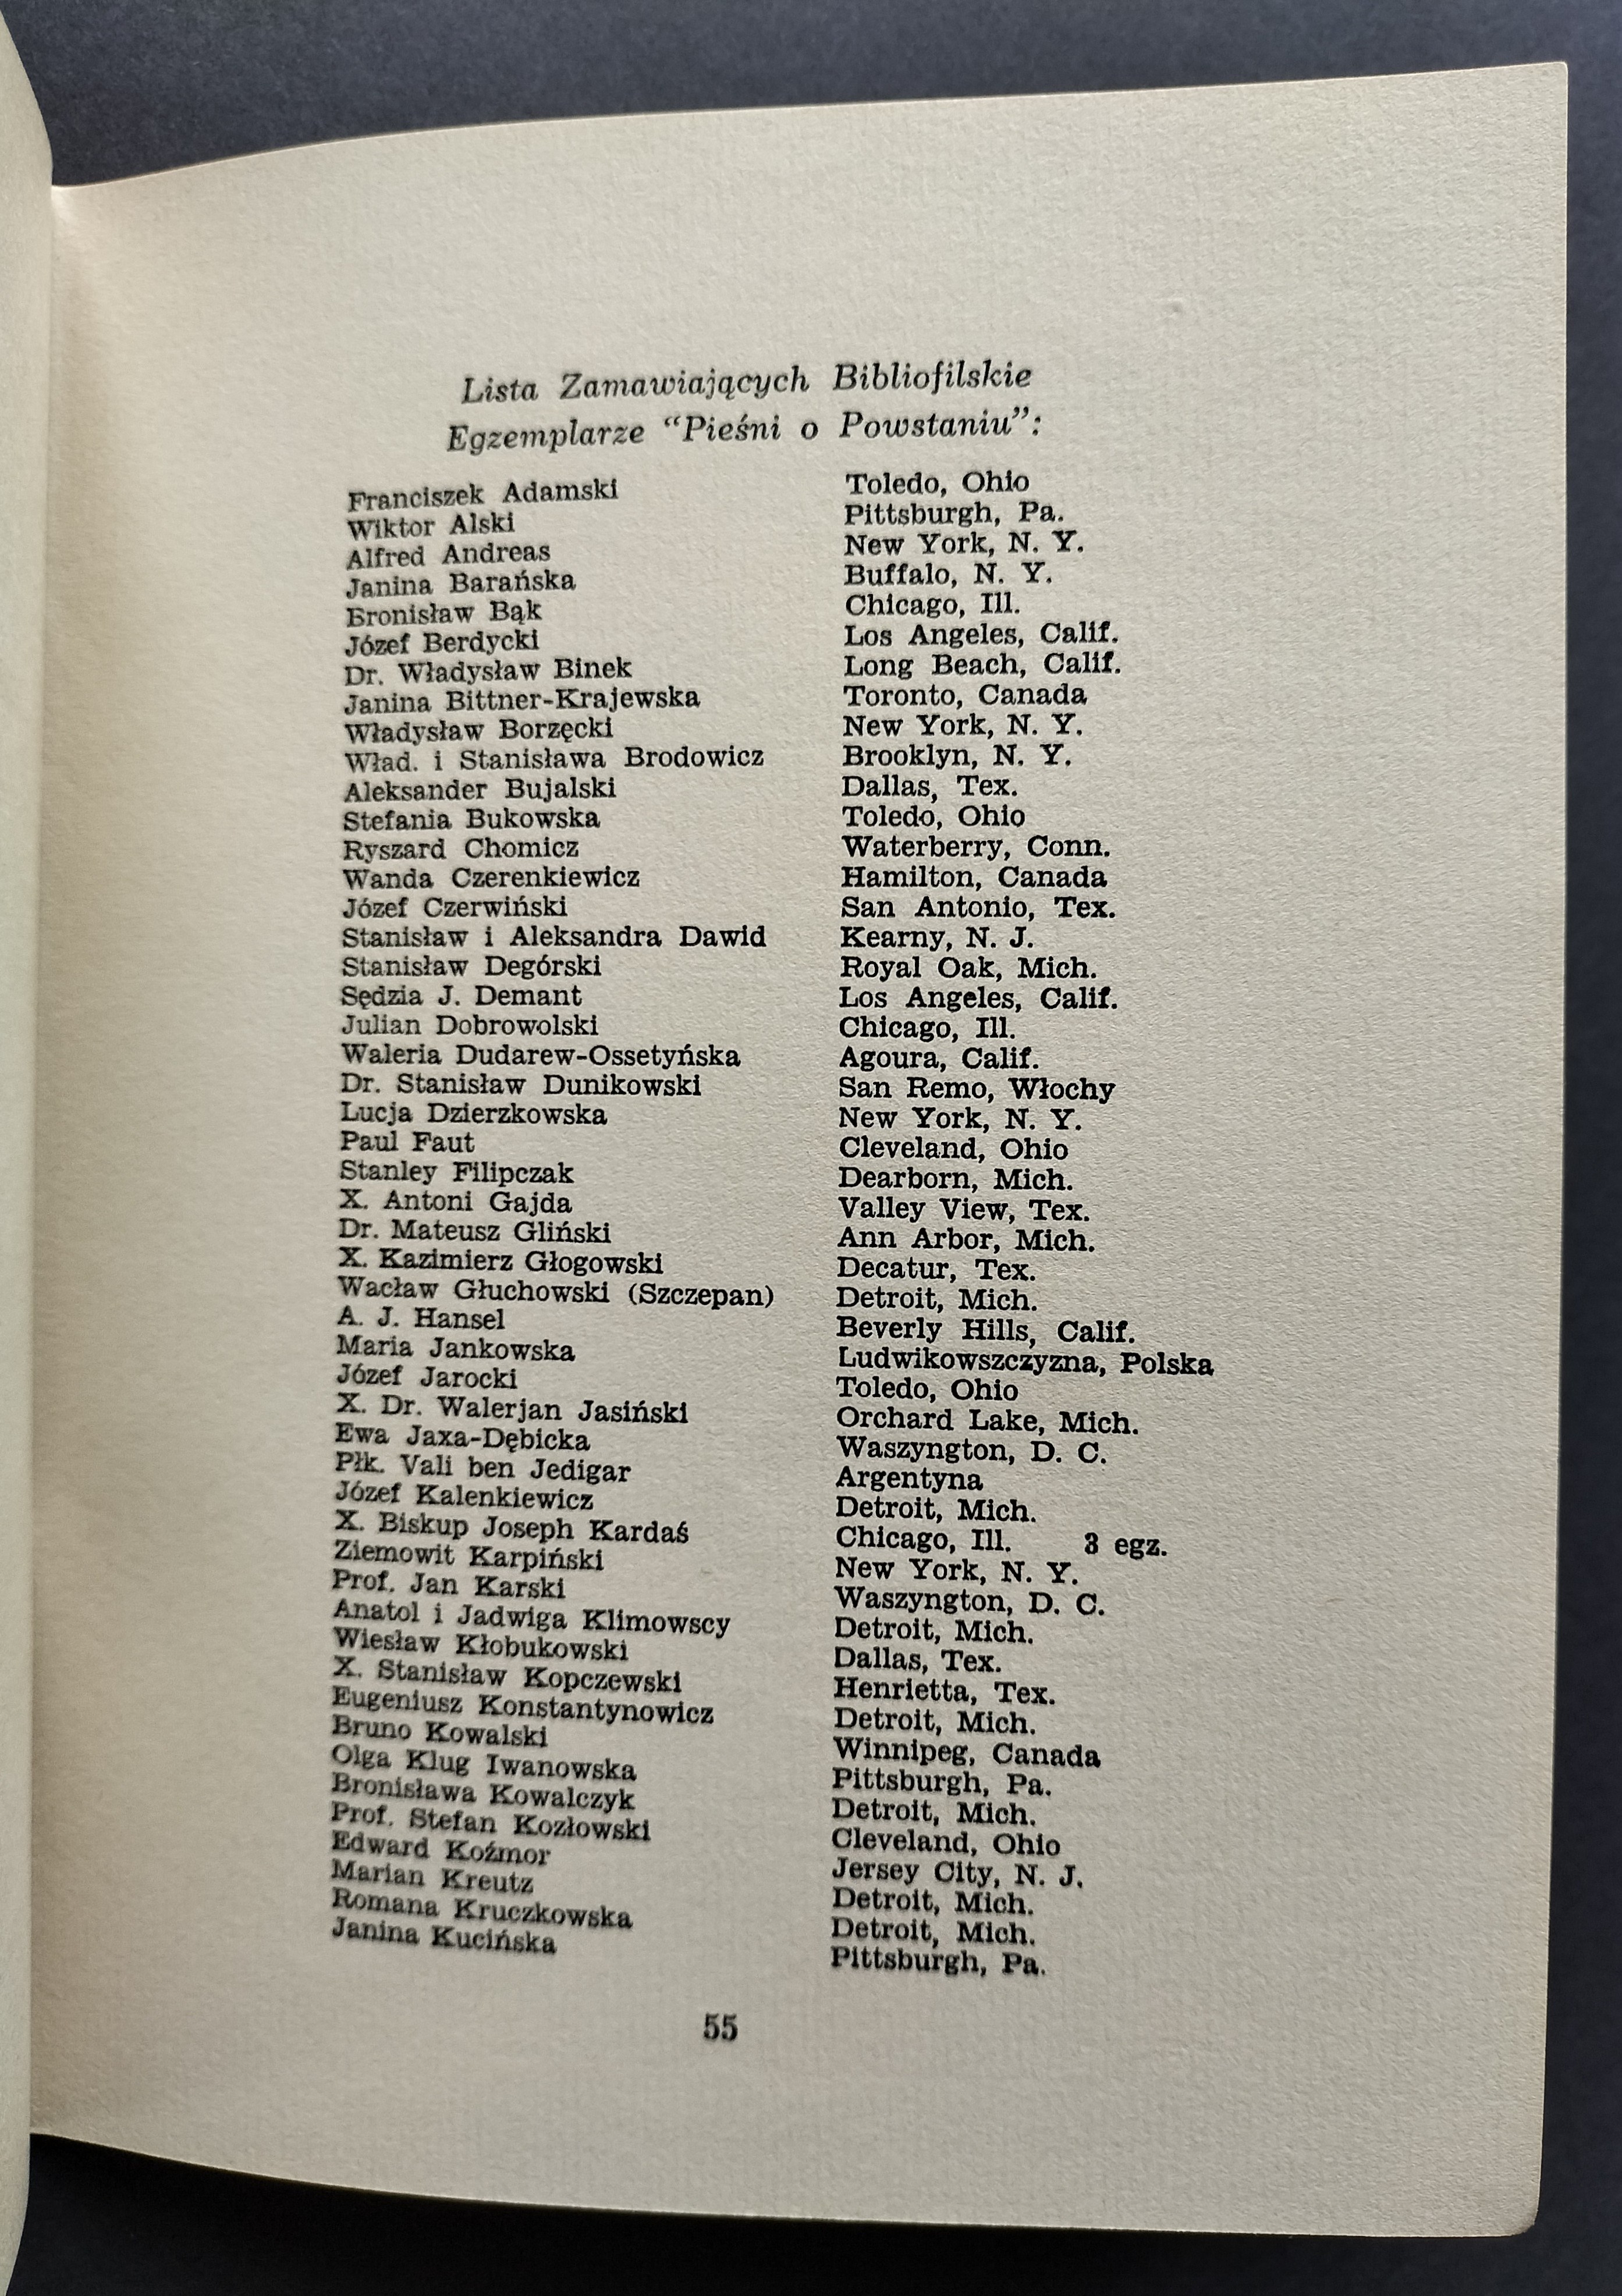 Lista Zamawiających Bibliofilskie
Egzemplarze “Pieśni o Powstaniu”:
Franciszek Adamski Toledo, Ohio
Wiktor Alski Pittsburgh, Pa.
Alfred Andreas New York, N. Y.
Janina Barańska Buffalo, N. Y.
Bronisław Bąk Chicago, Ill.
Józef Berdycki Los Angeles, Calif.
Dr. Władysław Binek Long Beach, Calif.
Janina Bittner-Krajewska Toronto, Canada
Władysław Borzęcki New York, N. Y.
Wład. i Stanisława Brodowicz Brooklyn, N. Y.
Aleksander Bujalski Dallas, Tex.
Stefania Bukowska Toledo, Ohio
Ryszard Chomicz Waterberry, Conn.
Wanda Czerenkiewicz Hamilton, Canada
Józef Czerwiński San Antonio, Tex.
Stanisław i Aleksandra Dawid Kearny, N. J.
Stanisław Degórski Royal Oak, Mich.
Sędzia J. Demant Los Angeles, Calif.
Julian Dobrowolski Chicago, Ill.
Waleria Dudarew-Ossetyńska Agoura, Calif.
Dr. Stanisław Dunikowski San Remo, Włochy
Lucja Dzierzkowska New York, N. Y.
Paul Faut Cleveland, Ohio
Stanley Filipczak Dearborn, Mich.
X. Antoni Gajda Valley View, Tex.
Dr. Mateusz Gliński Ann Arbor, Mich.
X. Kazimierz Głogowski Decatur, Tex.
Wacław Głuchowski (Szczepan) Detroit, Mich.
A. J. Hansel Beverly Hills, Calif.
Maria Jankowska Ludwikowszczyzna, Polska
Józef Jarocki Toledo, Ohio
X. Dr. Walerjan Jasiński Orchard Lake, Mich.
Ewa Jaxa-Dębicka Waszyngton, D. C.
Płk. Vali ben Jedigar Argentyna
Józef Kalenkiewicz Detroit, Mich.
X. Biskup Joseph Kardaś Chicago, Ill. 3 egz.
Ziemowit Karpiński New York, N. Y.
Prof. Jan Karski Waszyngton, D. C.
Anatol i Jadwiga Klimowscy Detroit, Mich.
Wiesław Kłobukowski Dallas, Tex.
X. Stanisław Kopczewski Henrietta, Tex.
Eugeniusz Konstantynowicz Detroit, Mich.
Bruno Kowalski Winnipeg, Canada
Olga Klug Iwanowska Pittsburgh, Pa.
Bronisława Kowalczyk Detroit, Mich.
Prof. Stefan Kozłowski Cleveland, Ohio
Edward Koźmor Jersey City, N. J.
Marian Kreutz Detroit, Mich.
Romana Kruczkowska Detroit, Mich.
Janina Kucińska Pittsburgh, Pa.
55